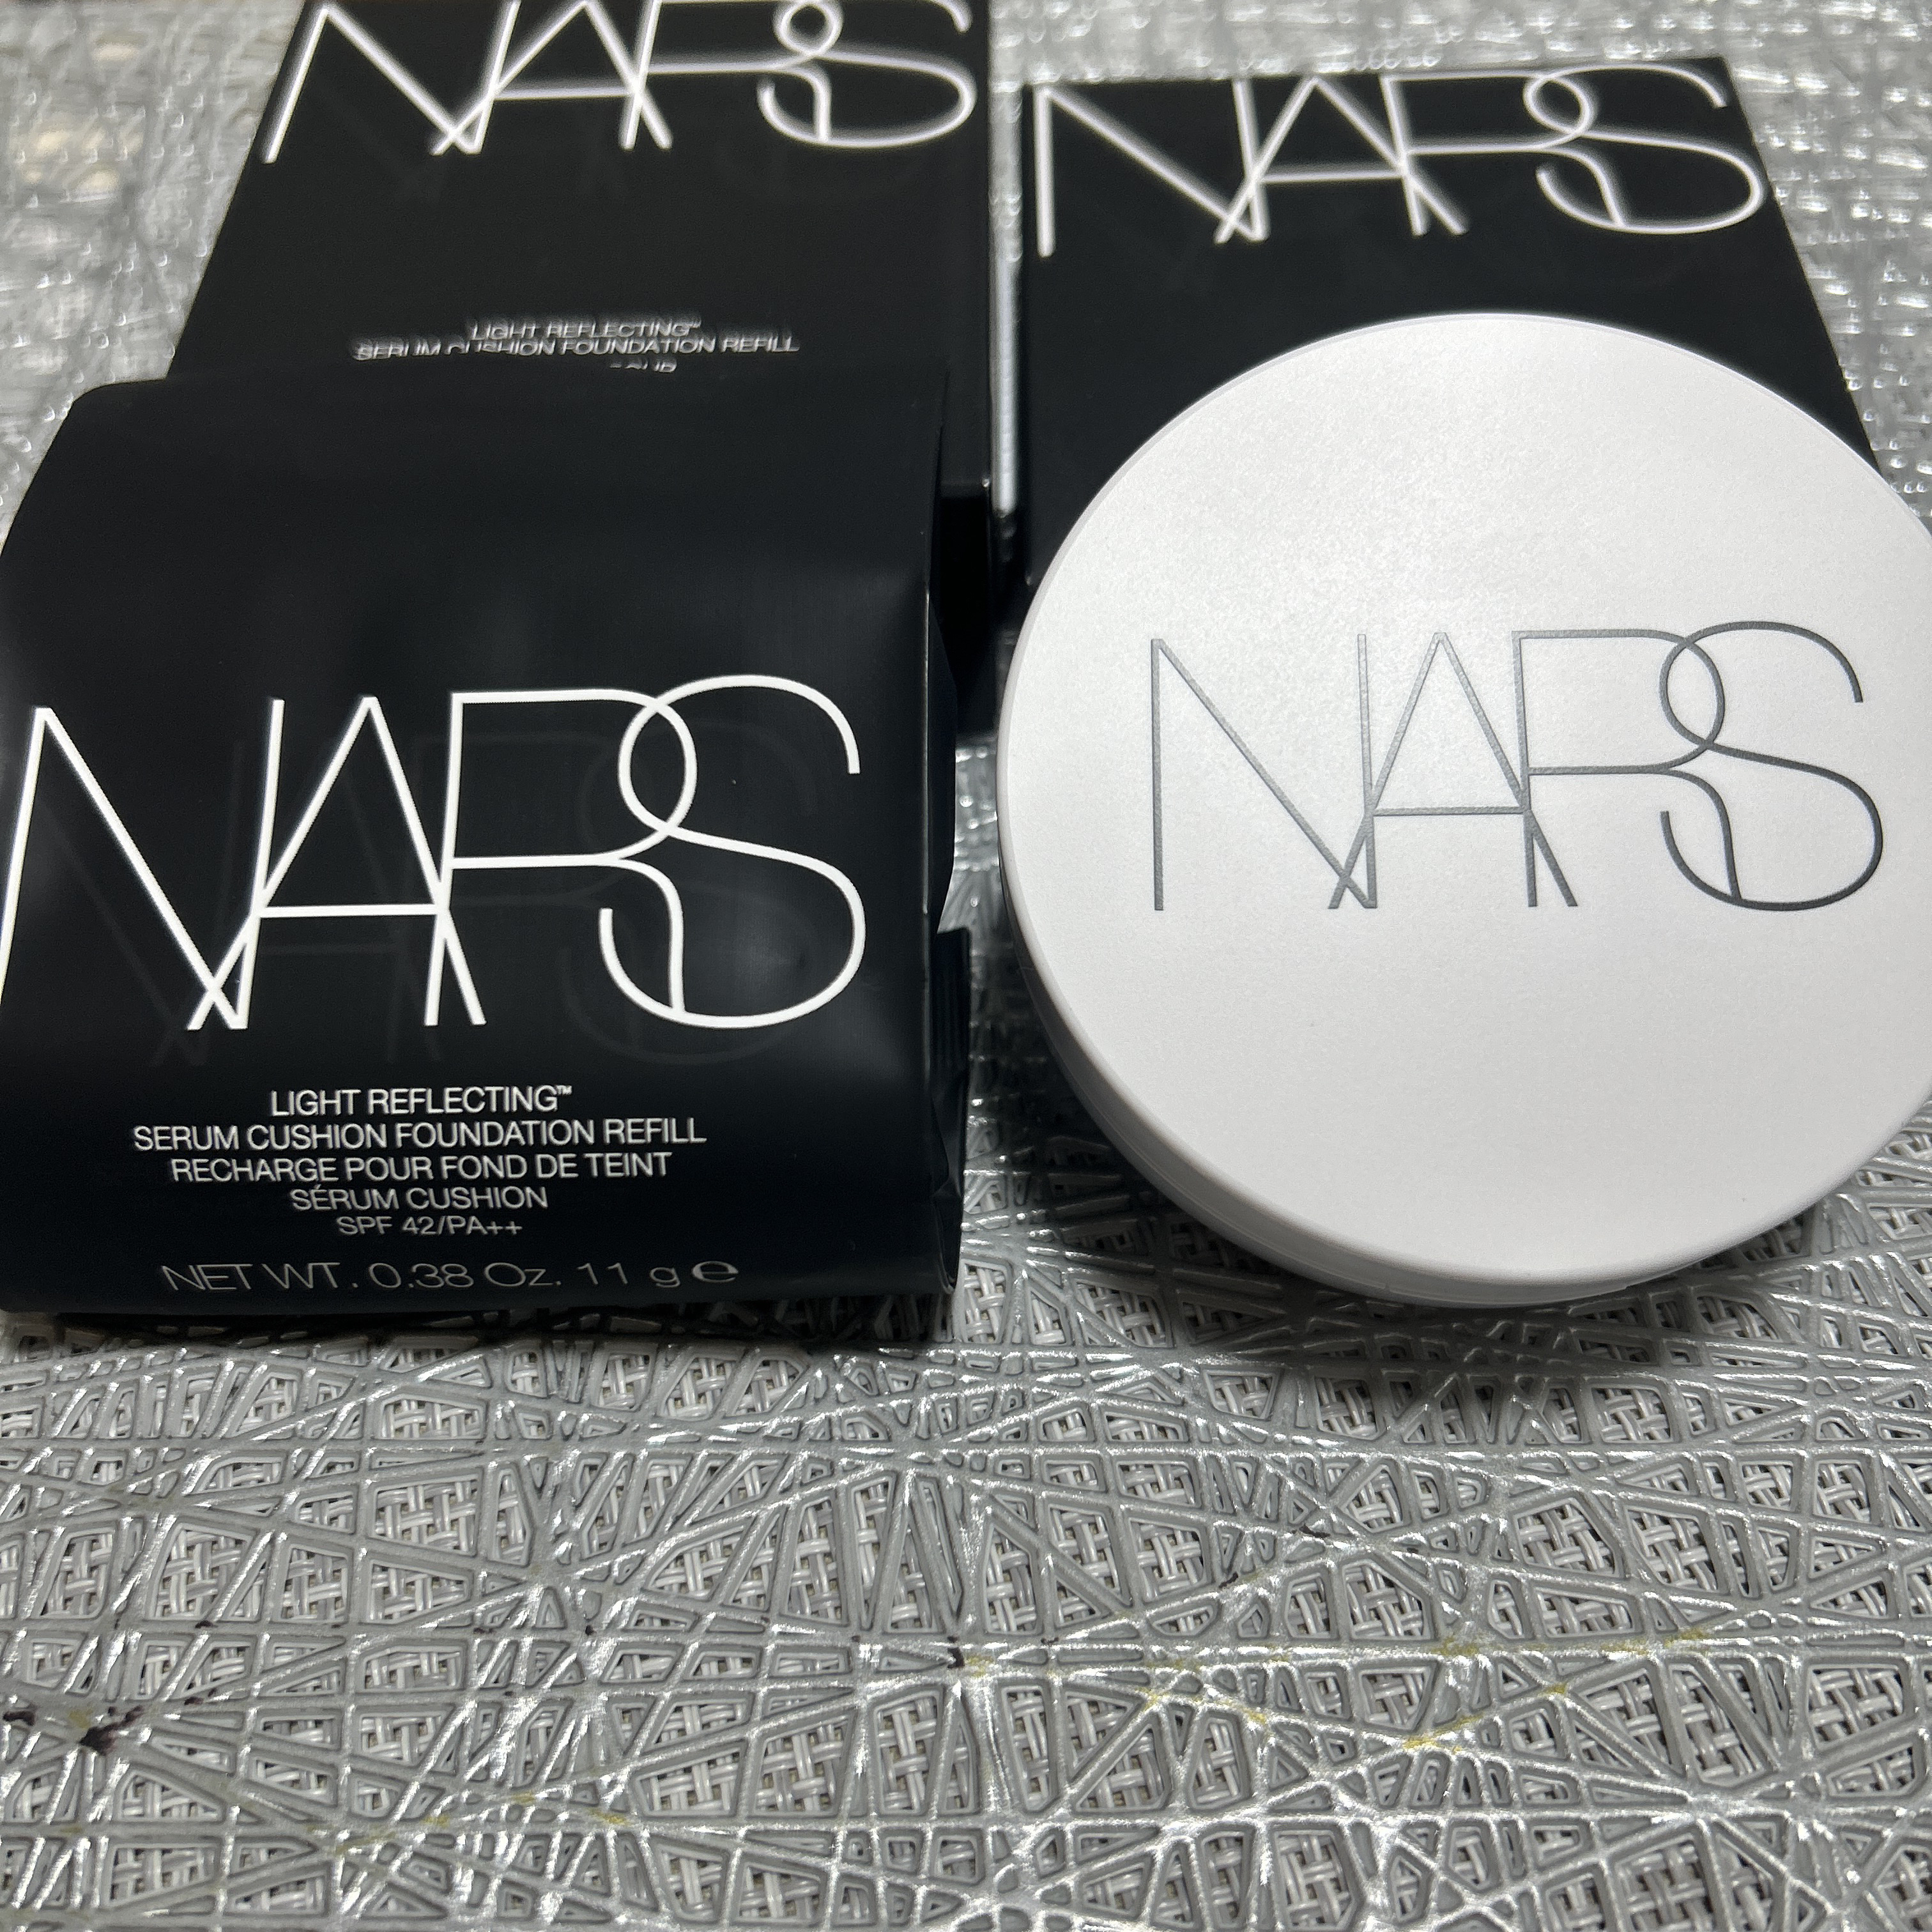 NARS
LIGHT REFLECTING™
SERUM CUSHION FOUNDATION REFILL
NARS
NARS
LIGHT REFLECTING™
SERUM CUSHION FOUNDATION REFILL
RECHARGE POUR FOND DE TEINT
SÉRUM CUSHION
SPF 42/PA++
NET WT. 0.38 Oz. 11 g ℮
NARS